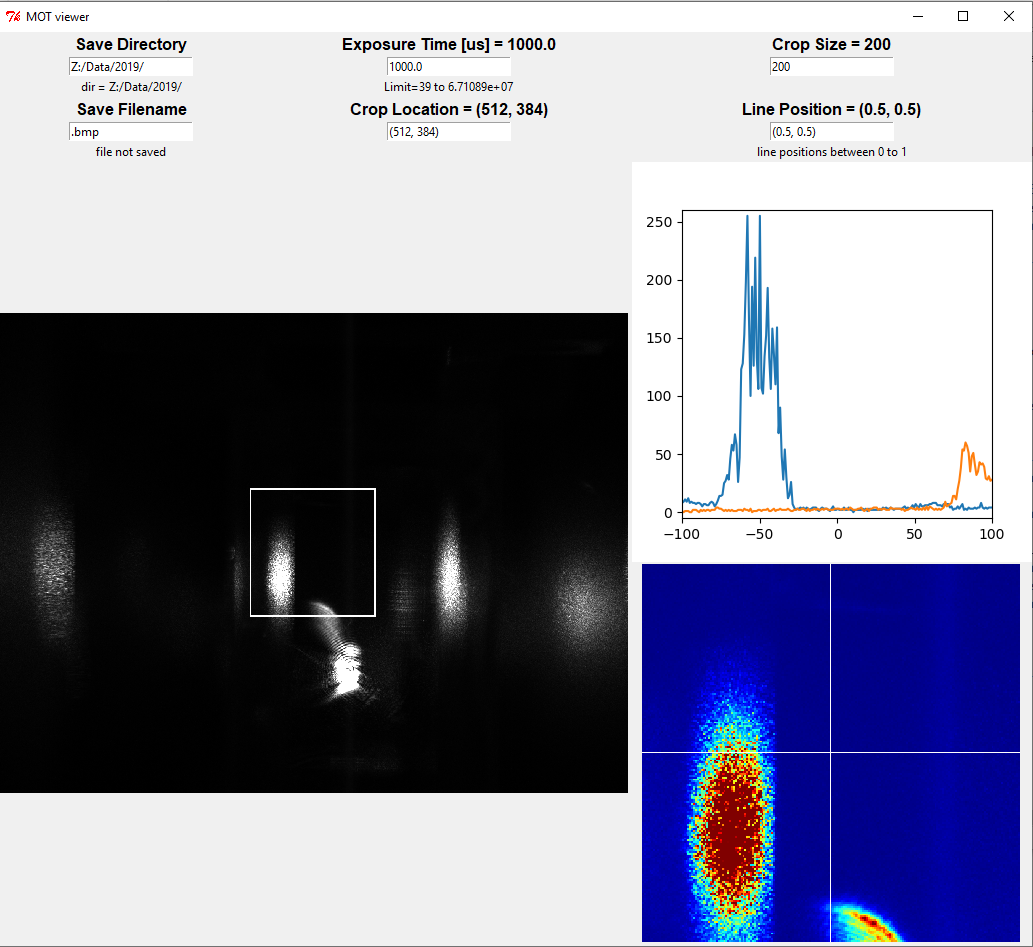 MOT viewer
Save Directory
Exposure Time [us] = 1000.0
Crop Size = 200
Z:/Data/2019/
1000.0
200
dir = Z:/Data/2019/
Limit=39 to 6.71089e+07
Save Filename
Crop Location = (512, 384)
Line Position = (0.5, 0.5)
.bmp
(512, 384)
(0.5, 0.5)
file not saved
line positions between 0 to 1
250
200
150
100
50
0
−100
−50
0
50
100